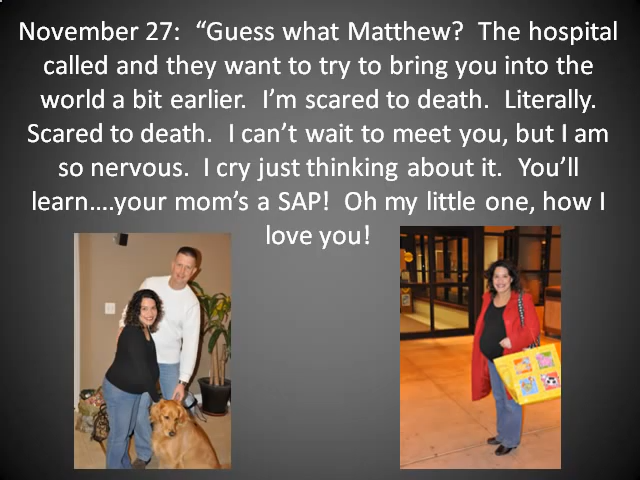 November 27:  “Guess what Matthew?  The hospital
called and they want to try to bring you into the
world a bit earlier.  I’m scared to death.  Literally.
Scared to death.  I can’t wait to meet you, but I am
so nervous.  I cry just thinking about it.  You’ll
learn….your mom’s a SAP!  Oh my little one, how I
love you!